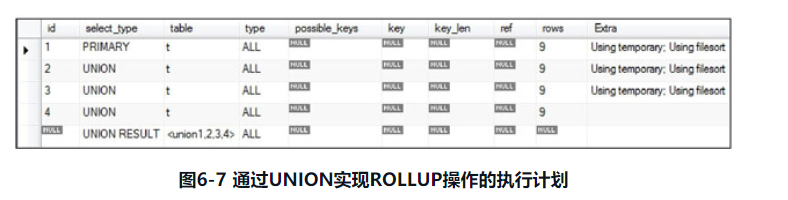 id select_type table type possible_keys key key_len ref rows Extra
1 PRIMARY t ALL NULL NULL NULL NULL 9 Using temporary; Using filesort
2 UNION t ALL NULL NULL NULL NULL 9 Using temporary; Using filesort
3 UNION t ALL NULL NULL NULL NULL 9 Using temporary; Using filesort
4 UNION t ALL NULL NULL NULL NULL 9
NULL UNION RESULT <union1,2,3,4> ALL NULL NULL NULL NULL NULL
图6-7 通过UNION实现ROLLUP操作的执行计划